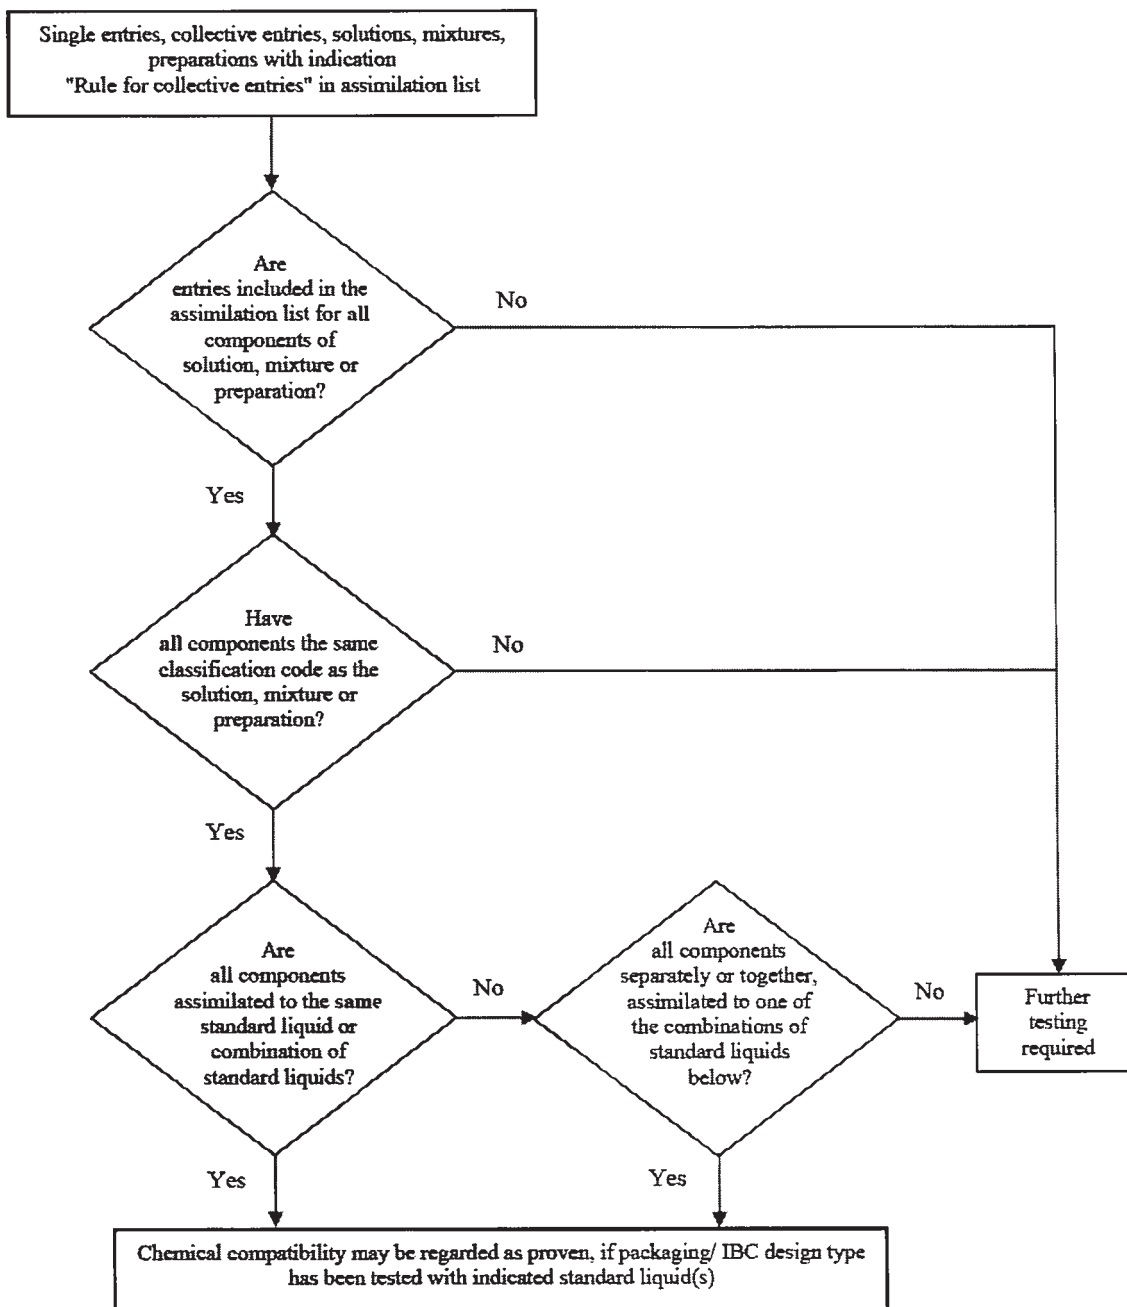 Single entries, collective entries, solutions, mixtures,
preparations with indication
"Rule for collective entries" in assimilation list
Are
entries included in the
assimilation list for all
components of
solution, mixture or
preparation?
No
Yes
Have
all components the same
classification code as the
solution, mixture or
preparation?
No
Yes
Are
all components
assimilated to the same
standard liquid or
combination of
standard liquids?
No
Are
all components
separately or together,
assimilated to one of
the combinations of
standard liquids
below?
No
Further
testing
required
Yes
Yes
Chemical compatibility may be regarded as proven, if packaging/ IBC design type
has been tested with indicated standard liquid(s)